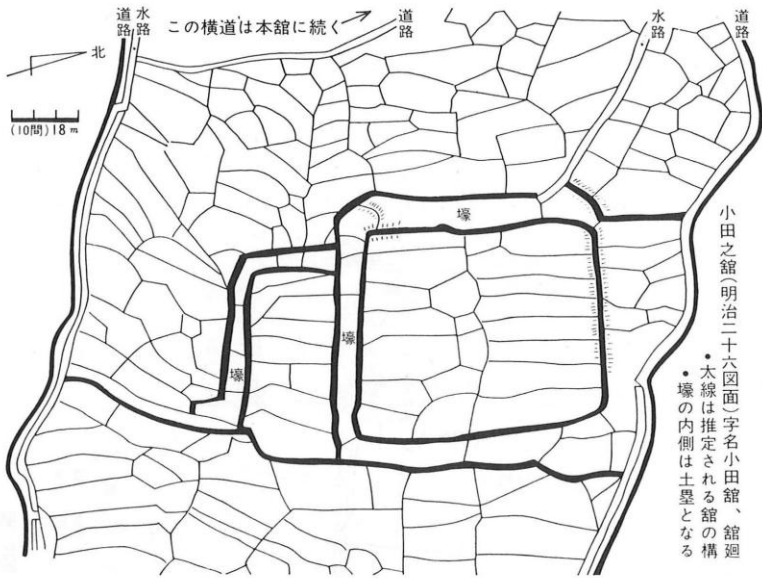 道路
水路
この横道は本舘に続く
道路
水路
道路
北
(10間)18m
壕
壕
壕
小田之舘(明治二十六図面)字名小田舘、舘廻
•太線は推定される舘の構
•壕の内側は土塁となる